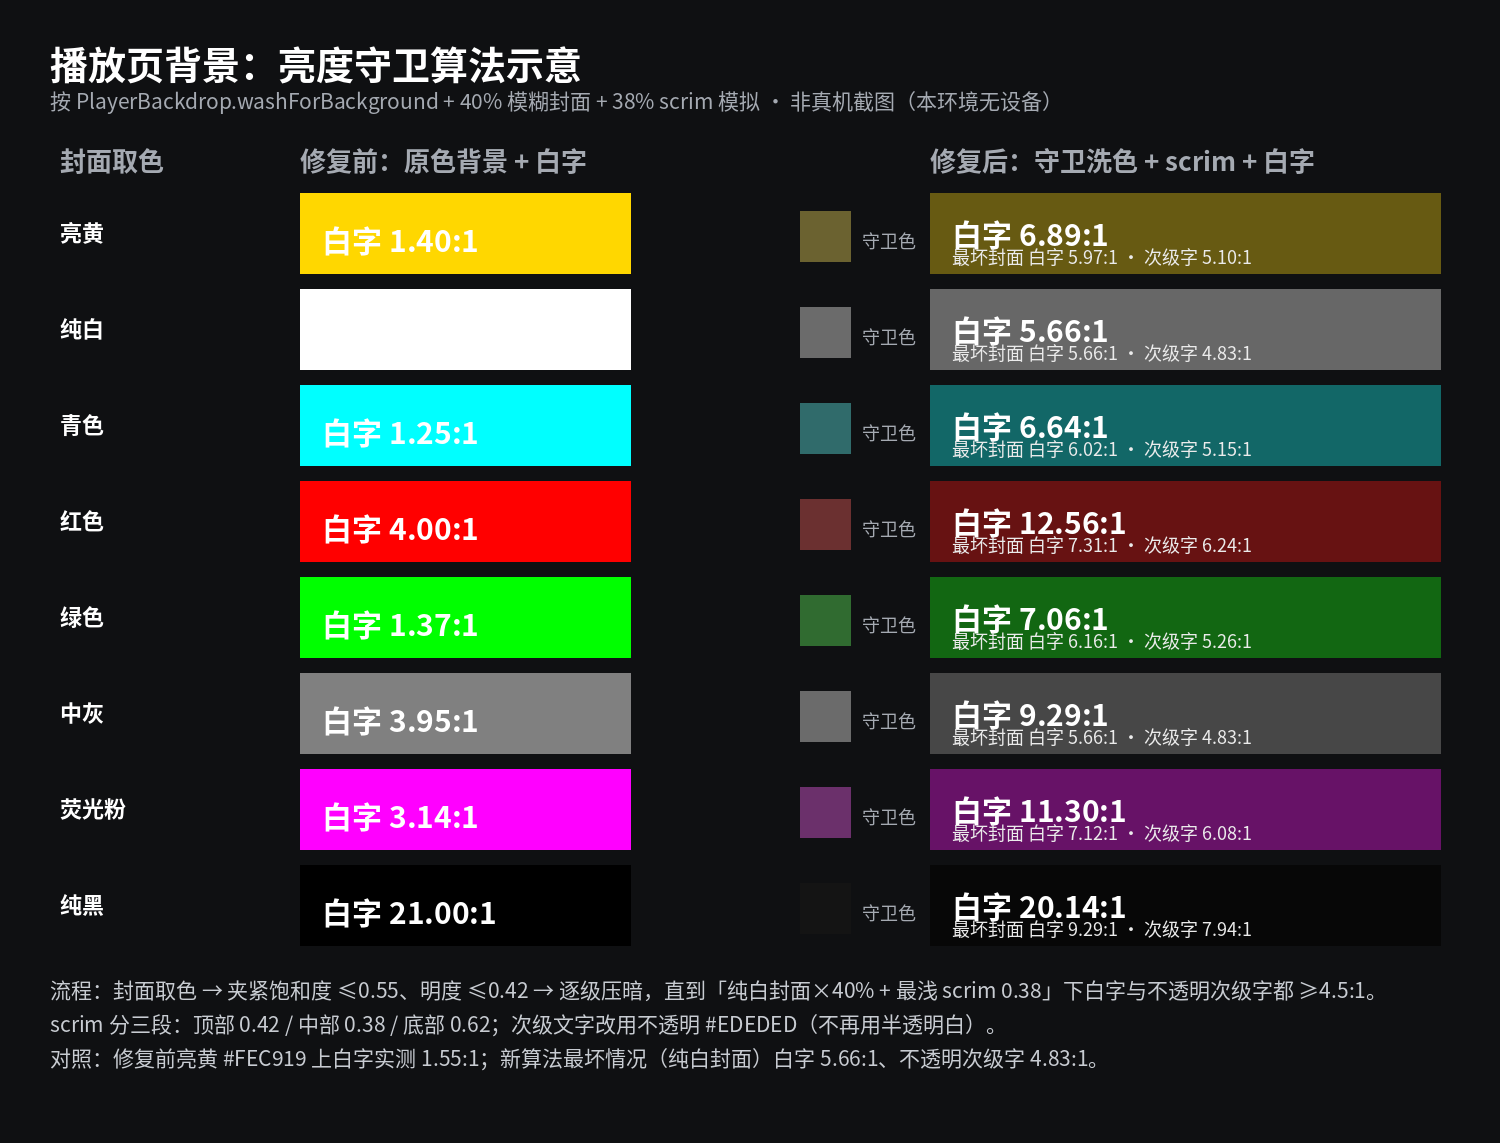 播放页背景：亮度守卫算法示意
按 PlayerBackdrop.washForBackground + 40% 模糊封面 + 38% scrim 模拟 · 非真机截图（本环境无设备）
封面取色 修复前：原色背景 + 白字 修复后：守卫洗色 + scrim + 白字
亮黄 白字 1.40:1 守卫色 白字 6.89:1
最坏封面 白字 5.97:1 · 次级字 5.10:1
纯白 守卫色 白字 5.66:1
最坏封面 白字 5.66:1 · 次级字 4.83:1
青色 白字 1.25:1 守卫色 白字 6.64:1
最坏封面 白字 6.02:1 · 次级字 5.15:1
红色 白字 4.00:1 守卫色 白字 12.56:1
最坏封面 白字 7.31:1 · 次级字 6.24:1
绿色 白字 1.37:1 守卫色 白字 7.06:1
最坏封面 白字 6.16:1 · 次级字 5.26:1
中灰 白字 3.95:1 守卫色 白字 9.29:1
最坏封面 白字 5.66:1 · 次级字 4.83:1
荧光粉 白字 3.14:1 守卫色 白字 11.30:1
最坏封面 白字 7.12:1 · 次级字 6.08:1
纯黑 白字 21.00:1 守卫色 白字 20.14:1
最坏封面 白字 9.29:1 · 次级字 7.94:1
流程：封面取色 → 夹紧饱和度 ≤0.55、明度 ≤0.42 → 逐级压暗，直到「纯白封面×40% + 最浅 scrim 0.38」下白字与不透明次级字都 ≥4.5:1。
scrim 分三段：顶部 0.42 / 中部 0.38 / 底部 0.62；次级文字改用不透明 #EDEDED（不再用半透明白）。
对照：修复前亮黄 #FEC919 上白字实测 1.55:1；新算法最坏情况（纯白封面）白字 5.66:1、不透明次级字 4.83:1。